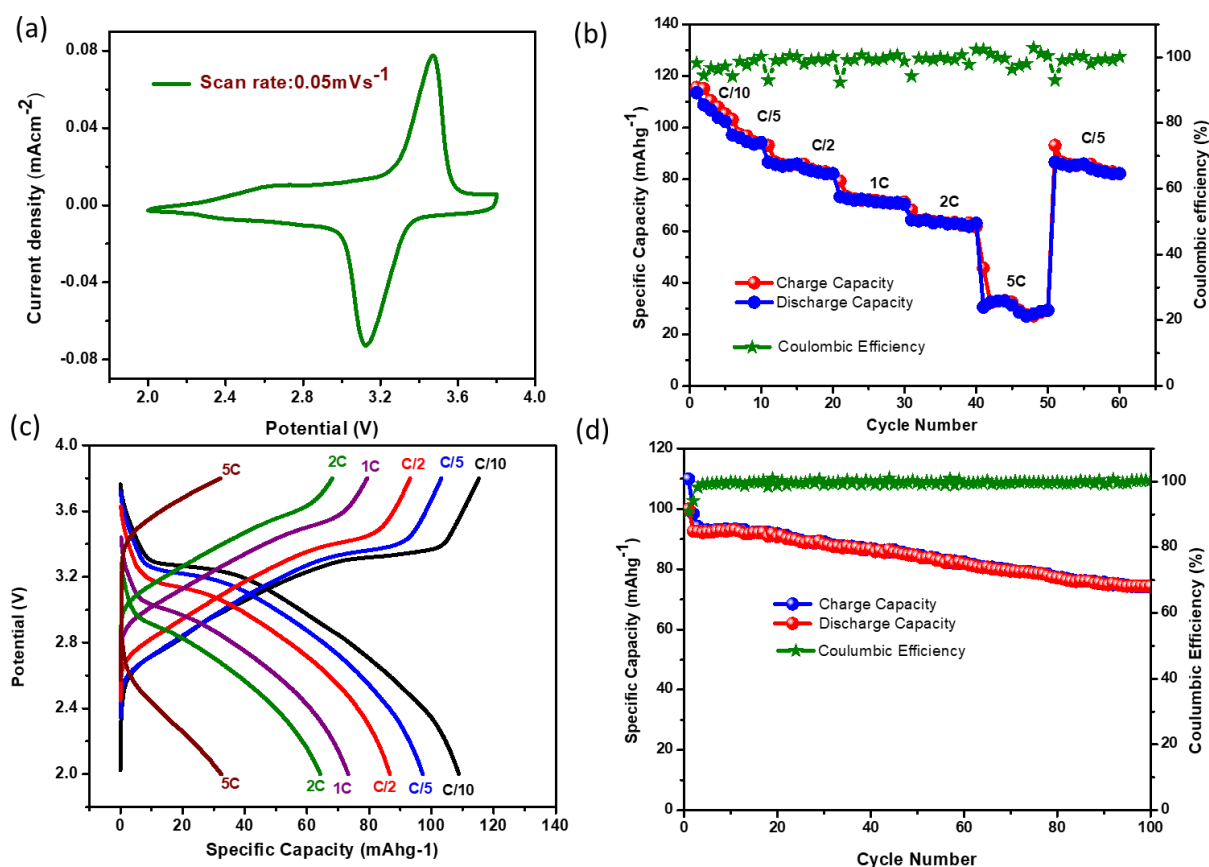 (a)
0.08
0.04
0.00
-0.04
-0.08
Current density (mAcm-2)
Scan rate:0.05mVs-1
2.0 2.4 2.8 3.2 3.6 4.0
Potential (V)
(b)
140
120
100
80
60
40
20
0
Specific Capacity (mAhg-1)
C/10
C/5
C/2
1C
2C
5C
C/5
Charge Capacity
Discharge Capacity
Coulombic Efficiency
100
80
60
40
20
0
Coulombic efficiency (%)
0 10 20 30 40 50 60
Cycle Number
(c)
4.0
3.6
3.2
2.8
2.4
2.0
Potential (V)
5C 2C 1C C/2 C/5 C/10
5C 2C 1C C/2 C/5 C/10
0 20 40 60 80 100 120 140
Specific Capacity (mAhg-1)
(d)
120
100
80
60
40
20
0
Specific Capacity (mAhg-1)
Charge Capacity
Discharge Capacity
Coulumbic Efficiency
100
80
60
40
20
0
Coulumbic Efficiency (%)
0 20 40 60 80 100
Cycle Number